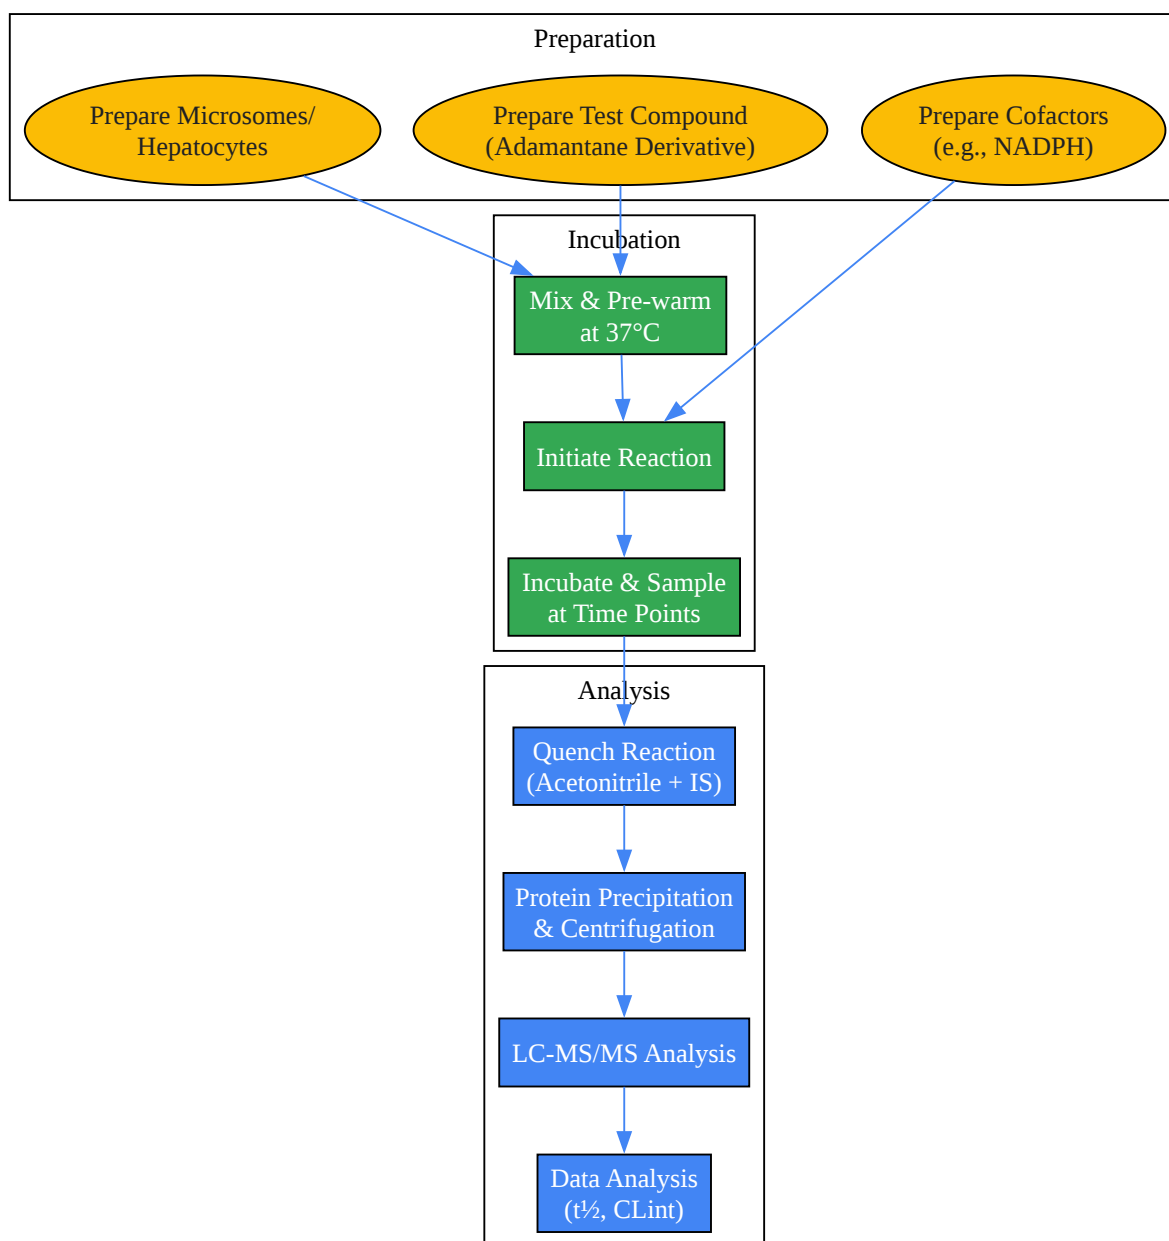 Preparation
Prepare Microsomes/
Hepatocytes
Prepare Test Compound
(Adamantane Derivative)
Prepare Cofactors
(e.g., NADPH)
Incubation
Mix & Pre-warm
at 37°C
Initiate Reaction
Incubate & Sample
at Time Points
Analysis
Quench Reaction
(Acetonitrile + IS)
Protein Precipitation
& Centrifugation
LC-MS/MS Analysis
Data Analysis
(t½, CLint)